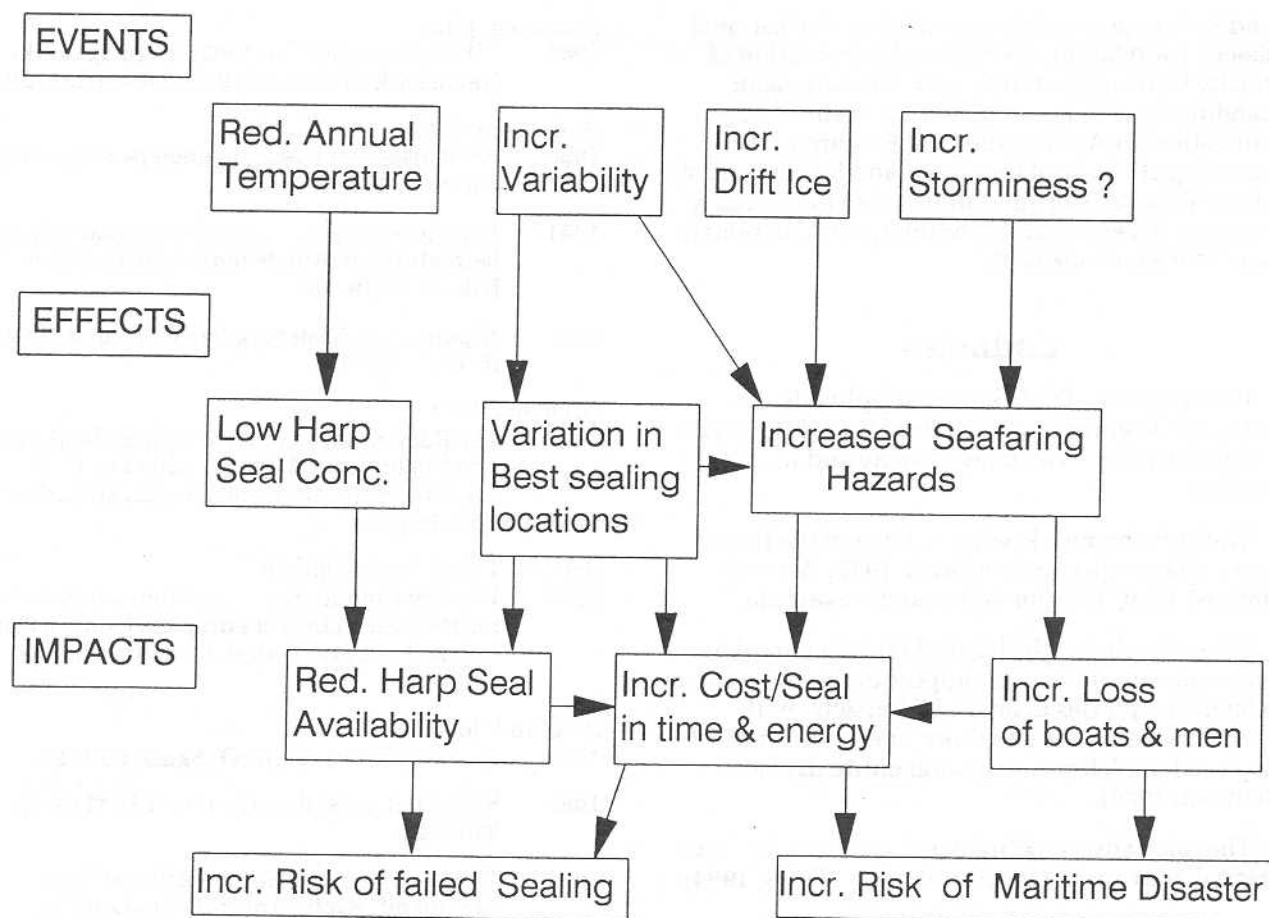 EVENTS
Red. Annual
Temperature
Incr.
Variability
Incr.
Drift Ice
Incr.
Storminess ?
EFFECTS
Low Harp
Seal Conc.
Variation in
Best sealing
locations
Increased Seafaring
Hazards
IMPACTS
Red. Harp Seal
Availability
Incr. Cost/Seal
in time & energy
Incr. Loss
of boats & men
Incr. Risk of failed Sealing
Incr. Risk of Maritime Disaster